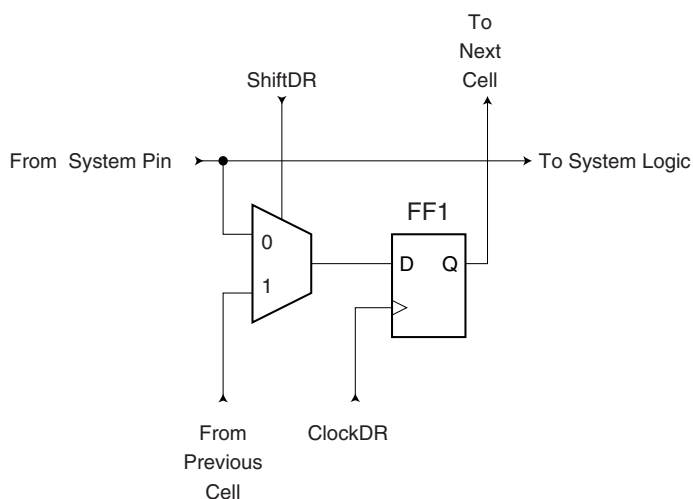 To
Next
Cell
ShiftDR
From System Pin
To System Logic
FF1
0
D Q
1
From
Previous
Cell
ClockDR